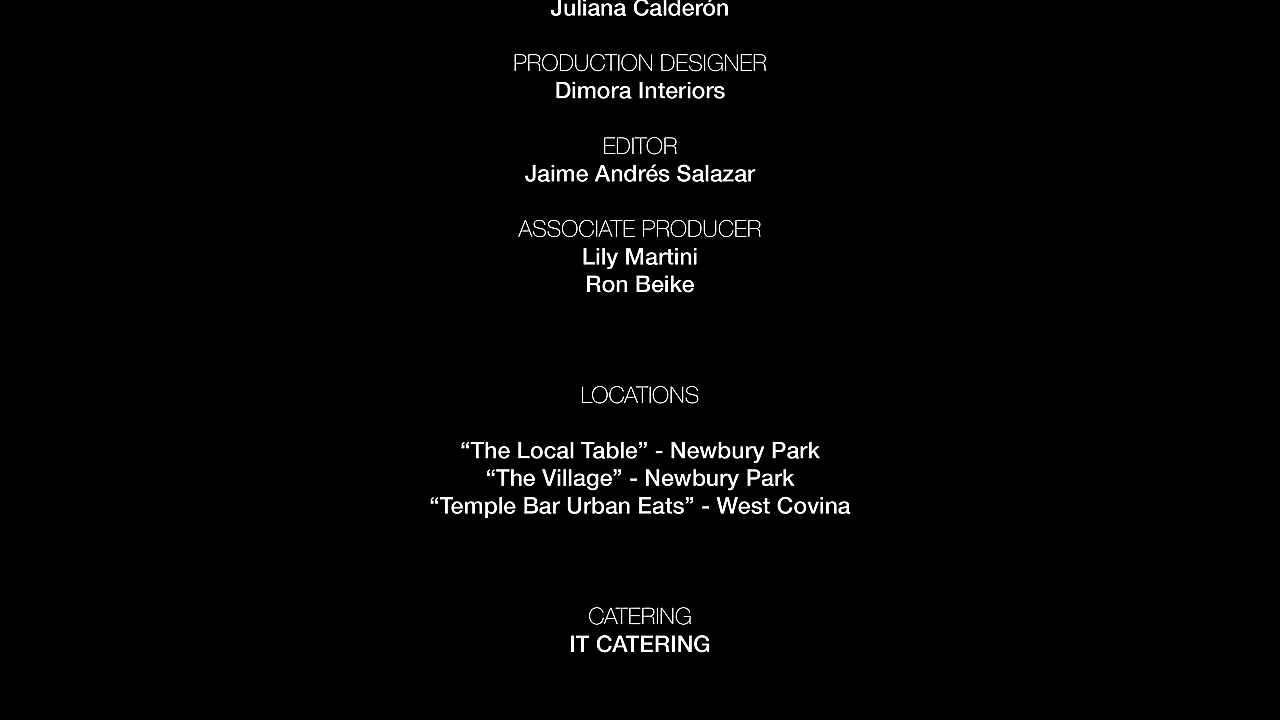 Juliana Calderón
PRODUCTION DESIGNER
Dimora Interiors
EDITOR
Jaime Andrés Salazar
ASSOCIATE PRODUCER
Lily Martini
Ron Beike
LOCATIONS
“The Local Table” - Newbury Park
“The Village” - Newbury Park
“Temple Bar Urban Eats” - West Covina
CATERING
IT CATERING